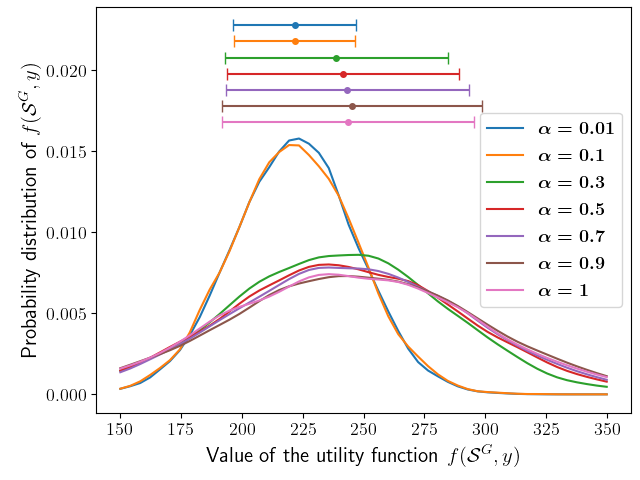 Probability distribution of f(𝒮^G, y)
0.020
0.015
0.010
0.005
0.000
α = 0.01
α = 0.1
α = 0.3
α = 0.5
α = 0.7
α = 0.9
α = 1
150 175 200 225 250 275 300 325 350
Value of the utility function f(𝒮^G, y)